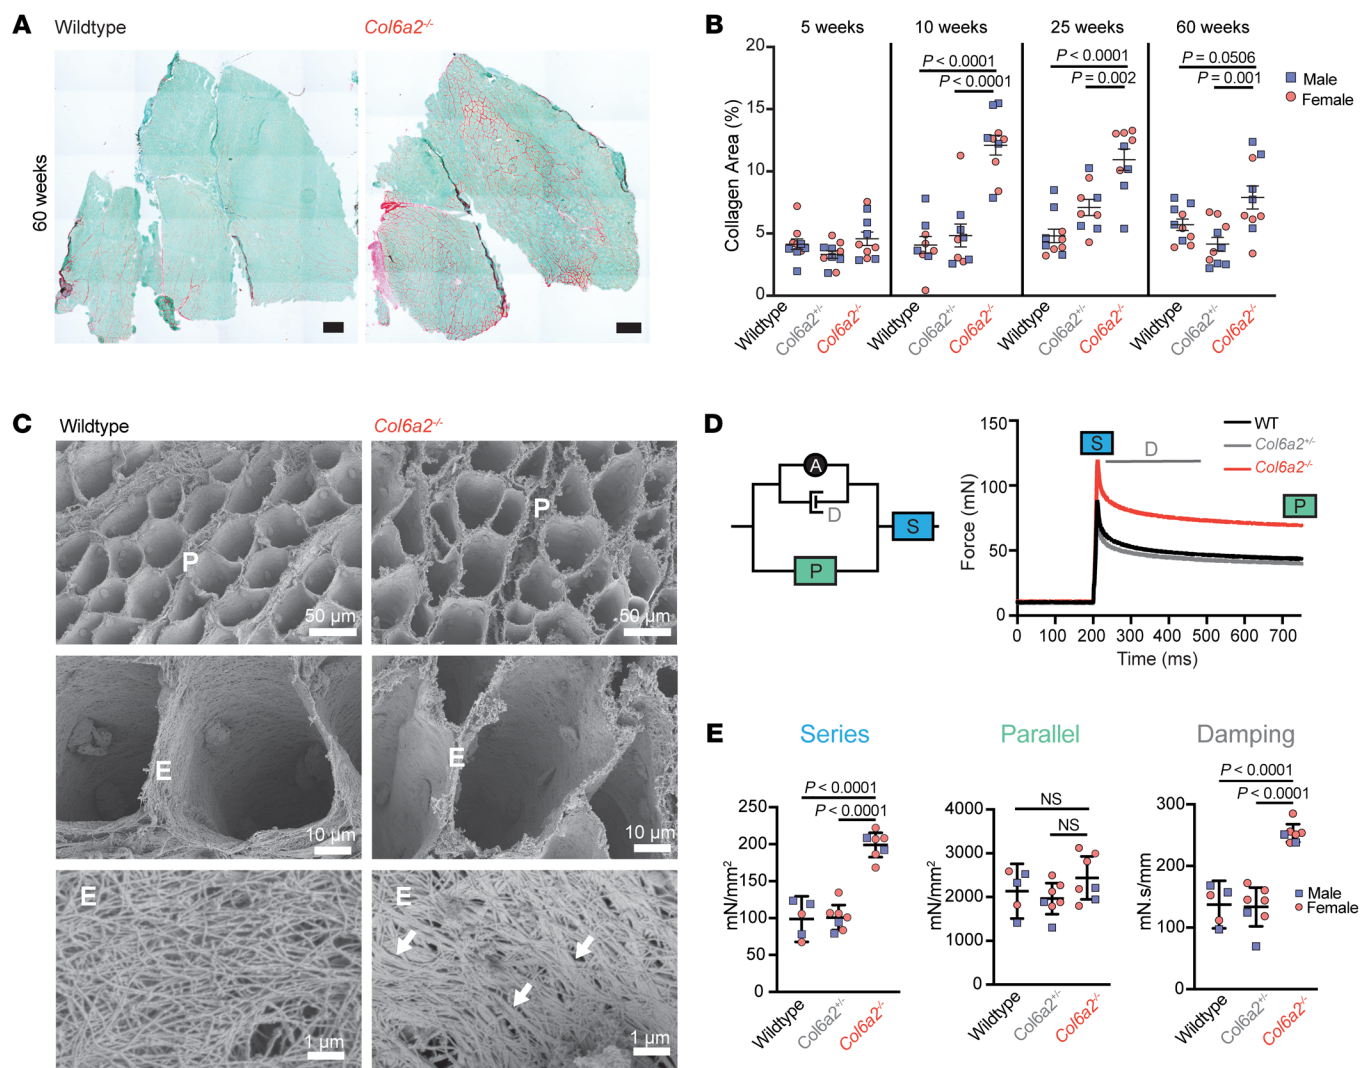 A
Wildtype
Col6a2-/-
60 weeks
B
5 weeks
10 weeks
25 weeks
60 weeks
P < 0.0001
P < 0.0001
P < 0.0001
P = 0.002
P = 0.0506
P = 0.001
Male
Female
Collagen Area (%)
20
15
10
5
0
Wildtype
Col6a2+/-
Col6a2-/-
Wildtype
Col6a2+/-
Col6a2-/-
Wildtype
Col6a2+/-
Col6a2-/-
Wildtype
Col6a2+/-
Col6a2-/-
C
Wildtype
Col6a2-/-
P
50 µm
P
50 µm
E
10 µm
E
10 µm
E
1 µm
E
1 µm
D
A
D
S
P
Force (mN)
150
100
50
0
S
D
P
WT
Col6a2+/-
Col6a2-/-
0
100
200
300
400
500
600
700
Time (ms)
E
Series
P < 0.0001
P < 0.0001
mN/mm2
250
200
150
100
50
0
Wildtype
Col6a2+/-
Col6a2-/-
Parallel
NS
NS
mN/mm2
4000
3000
2000
1000
0
Wildtype
Col6a2+/-
Col6a2-/-
Damping
P < 0.0001
P < 0.0001
mN.s/mm
300
200
100
0
Wildtype
Col6a2+/-
Col6a2-/-
Male
Female